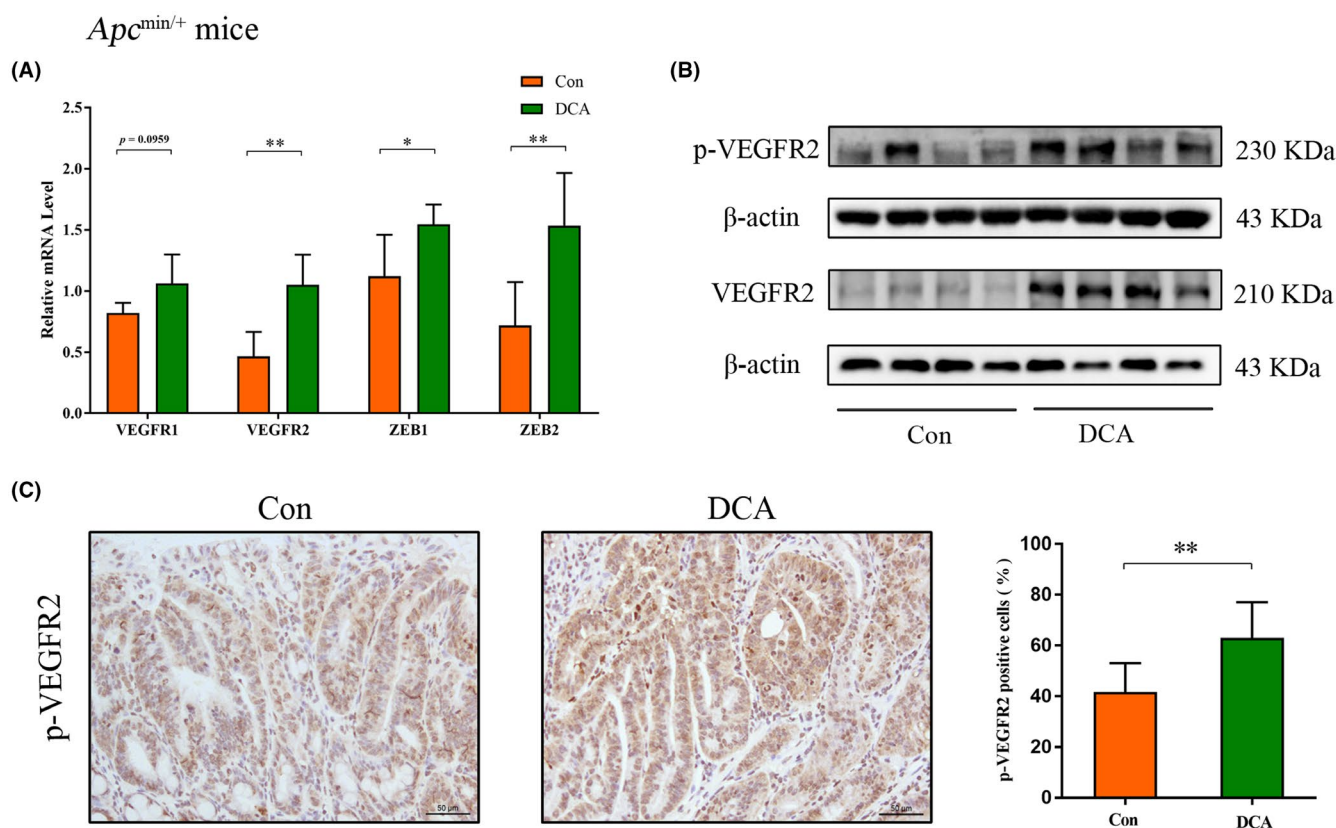 Apc^min/+ mice
(A)
Con
DCA
Relative mRNA Level
2.5
2.0
1.5
1.0
0.5
0.0
p = 0.0959
**
*
**
VEGFR1
VEGFR2
ZEB1
ZEB2
(B)
p-VEGFR2
230 KDa
β-actin
43 KDa
VEGFR2
210 KDa
β-actin
43 KDa
Con
DCA
(C)
Con
DCA
p-VEGFR2
50 μm
50 μm
p-VEGFR2 positive cells ( % )
100
80
60
40
20
0
**
Con
DCA